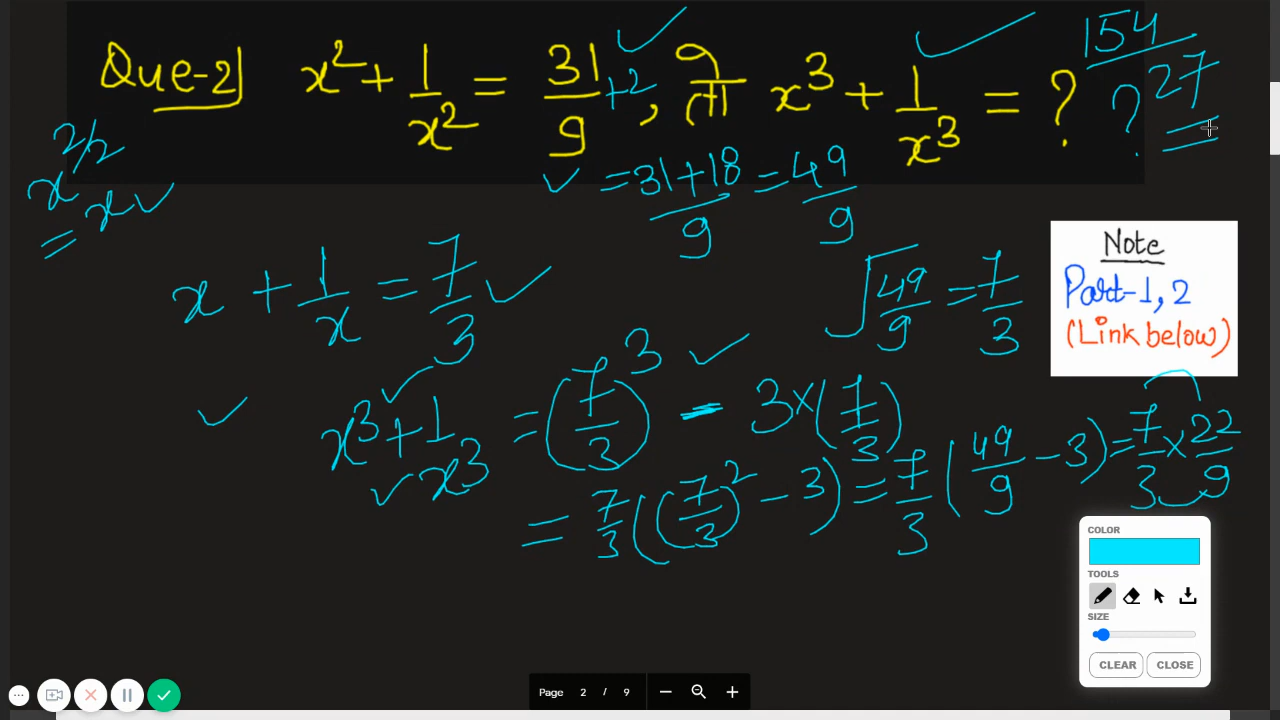 Que-2] x² + 1/x² = 31/9 +2, तो x³ + 1/x³ = ? ? 154/27
x^2/2
= x
= 31+18/9 = 49/9
x + 1/x = 7/3
√49/9 = 7/3
Note
Part-1, 2
(Link below)
x³+1/x³ = (7/3)³ - 3×(7/3)
= 7/3((7/3)² - 3) = 7/3(49/9 - 3) = 7/3 × 22/9
COLOR
TOOLS
SIZE
CLEAR CLOSE
Page 2 / 9